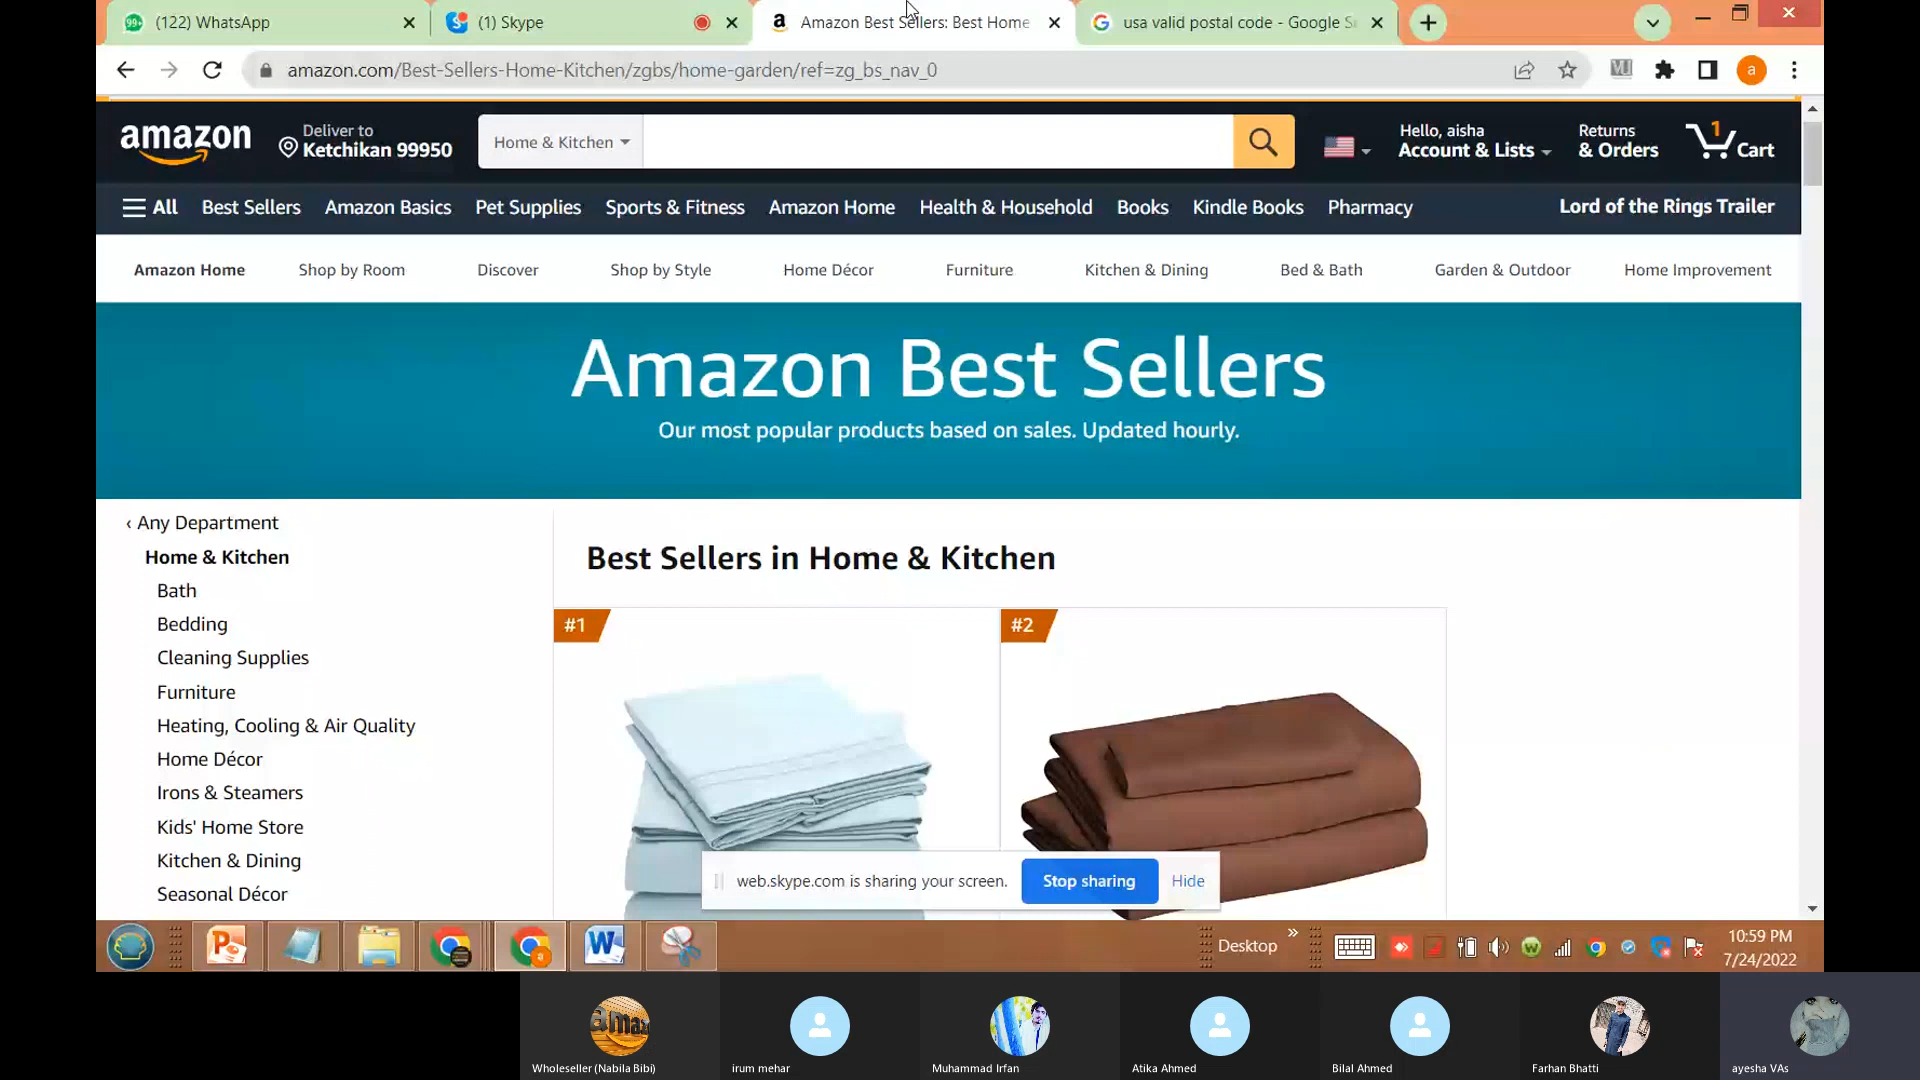 (122) WhatsApp
(1) Skype
Amazon Best Sellers: Best Home
usa valid postal code - Google S
amazon.com/Best-Sellers-Home-Kitchen/zgbs/home-garden/ref=zg_bs_nav_0
a
amazon
Deliver to
Ketchikan 99950
Home & Kitchen
Hello, aisha
Account & Lists
Returns
& Orders
1
Cart
All
Best Sellers
Amazon Basics
Pet Supplies
Sports & Fitness
Amazon Home
Health & Household
Books
Kindle Books
Pharmacy
Lord of the Rings Trailer
Amazon Home
Shop by Room
Discover
Shop by Style
Home Décor
Furniture
Kitchen & Dining
Bed & Bath
Garden & Outdoor
Home Improvement
Amazon Best Sellers
Our most popular products based on sales. Updated hourly.
‹ Any Department
Home & Kitchen
Bath
Bedding
Cleaning Supplies
Furniture
Heating, Cooling & Air Quality
Home Décor
Irons & Steamers
Kids' Home Store
Kitchen & Dining
Seasonal Décor
Best Sellers in Home & Kitchen
#1
#2
web.skype.com is sharing your screen.
Stop sharing
Hide
Desktop
10:59 PM
7/24/2022
Wholeseller (Nabila Bibi)
irum mehar
Muhammad Irfan
Atika Ahmed
Bilal Ahmed
Farhan Bhatti
ayesha VAs